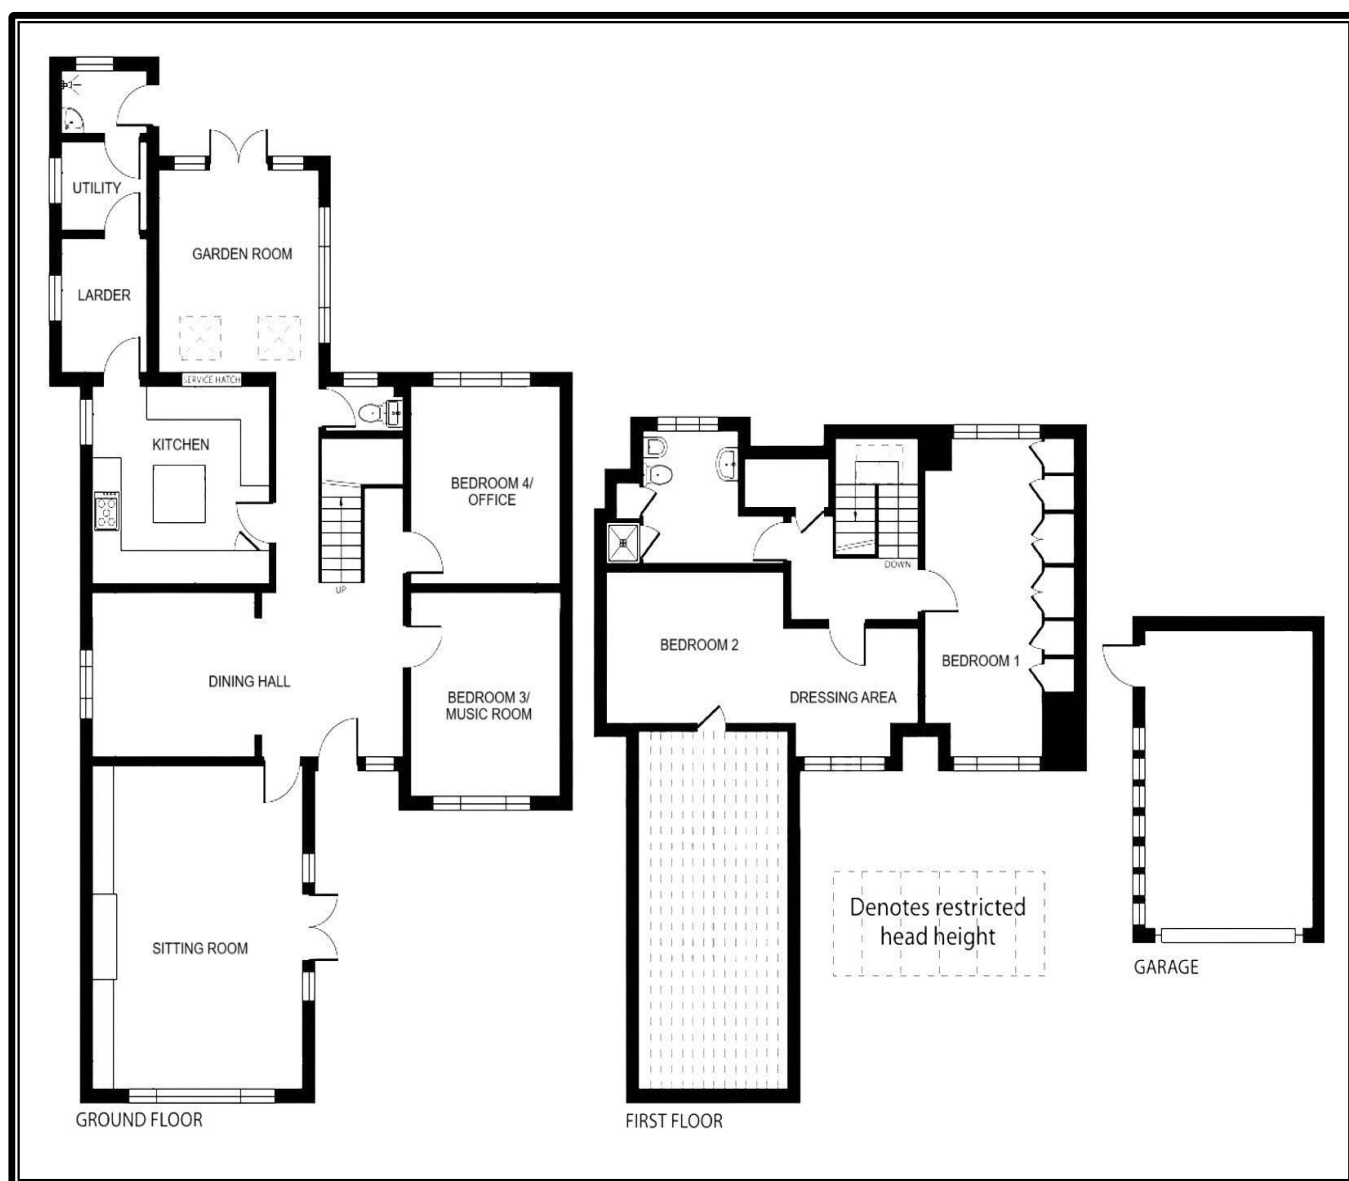 UTILITY
GARDEN ROOM
LARDER
SERVICE HATCH
KITCHEN
BEDROOM 4/
OFFICE
UP
DINING HALL
BEDROOM 3/
MUSIC ROOM
SITTING ROOM
GROUND FLOOR
DOWN
BEDROOM 2
BEDROOM 1
DRESSING AREA
Denotes restricted
head height
FIRST FLOOR
GARAGE